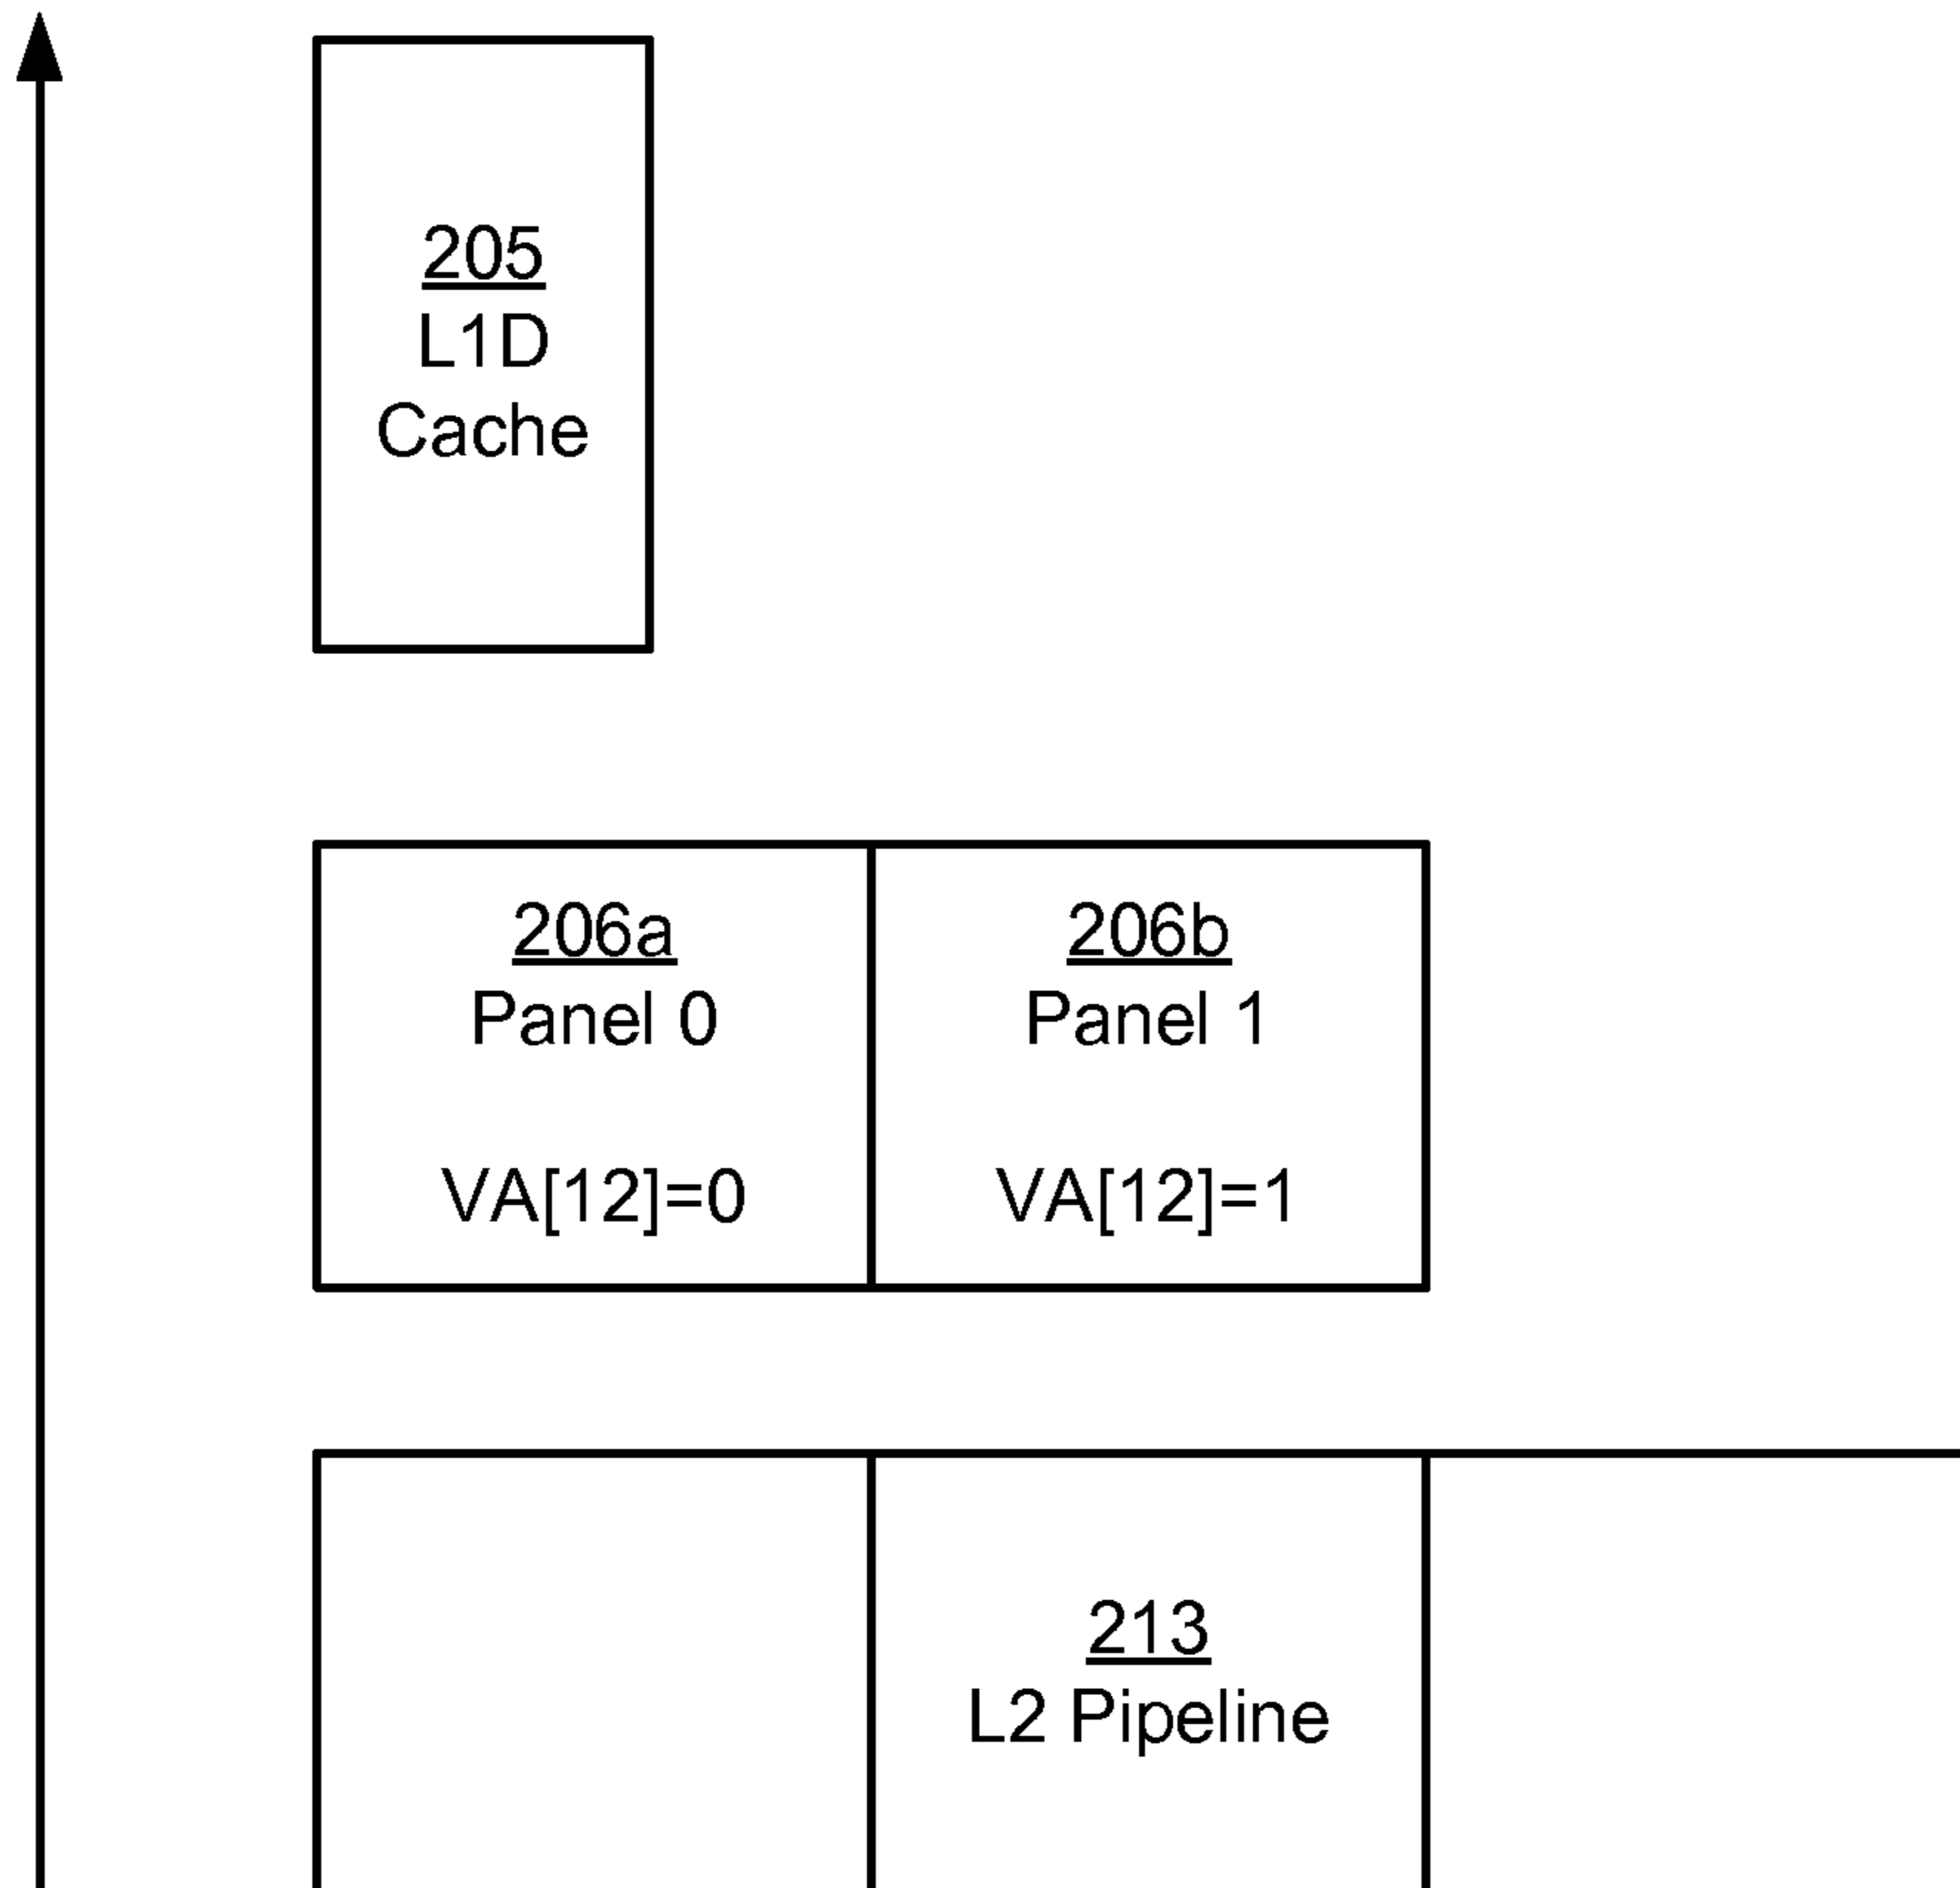 205
L1D
Cache
206a
Panel 0
VA[12]=0
206b
Panel 1
VA[12]=1
213
L2 Pipeline